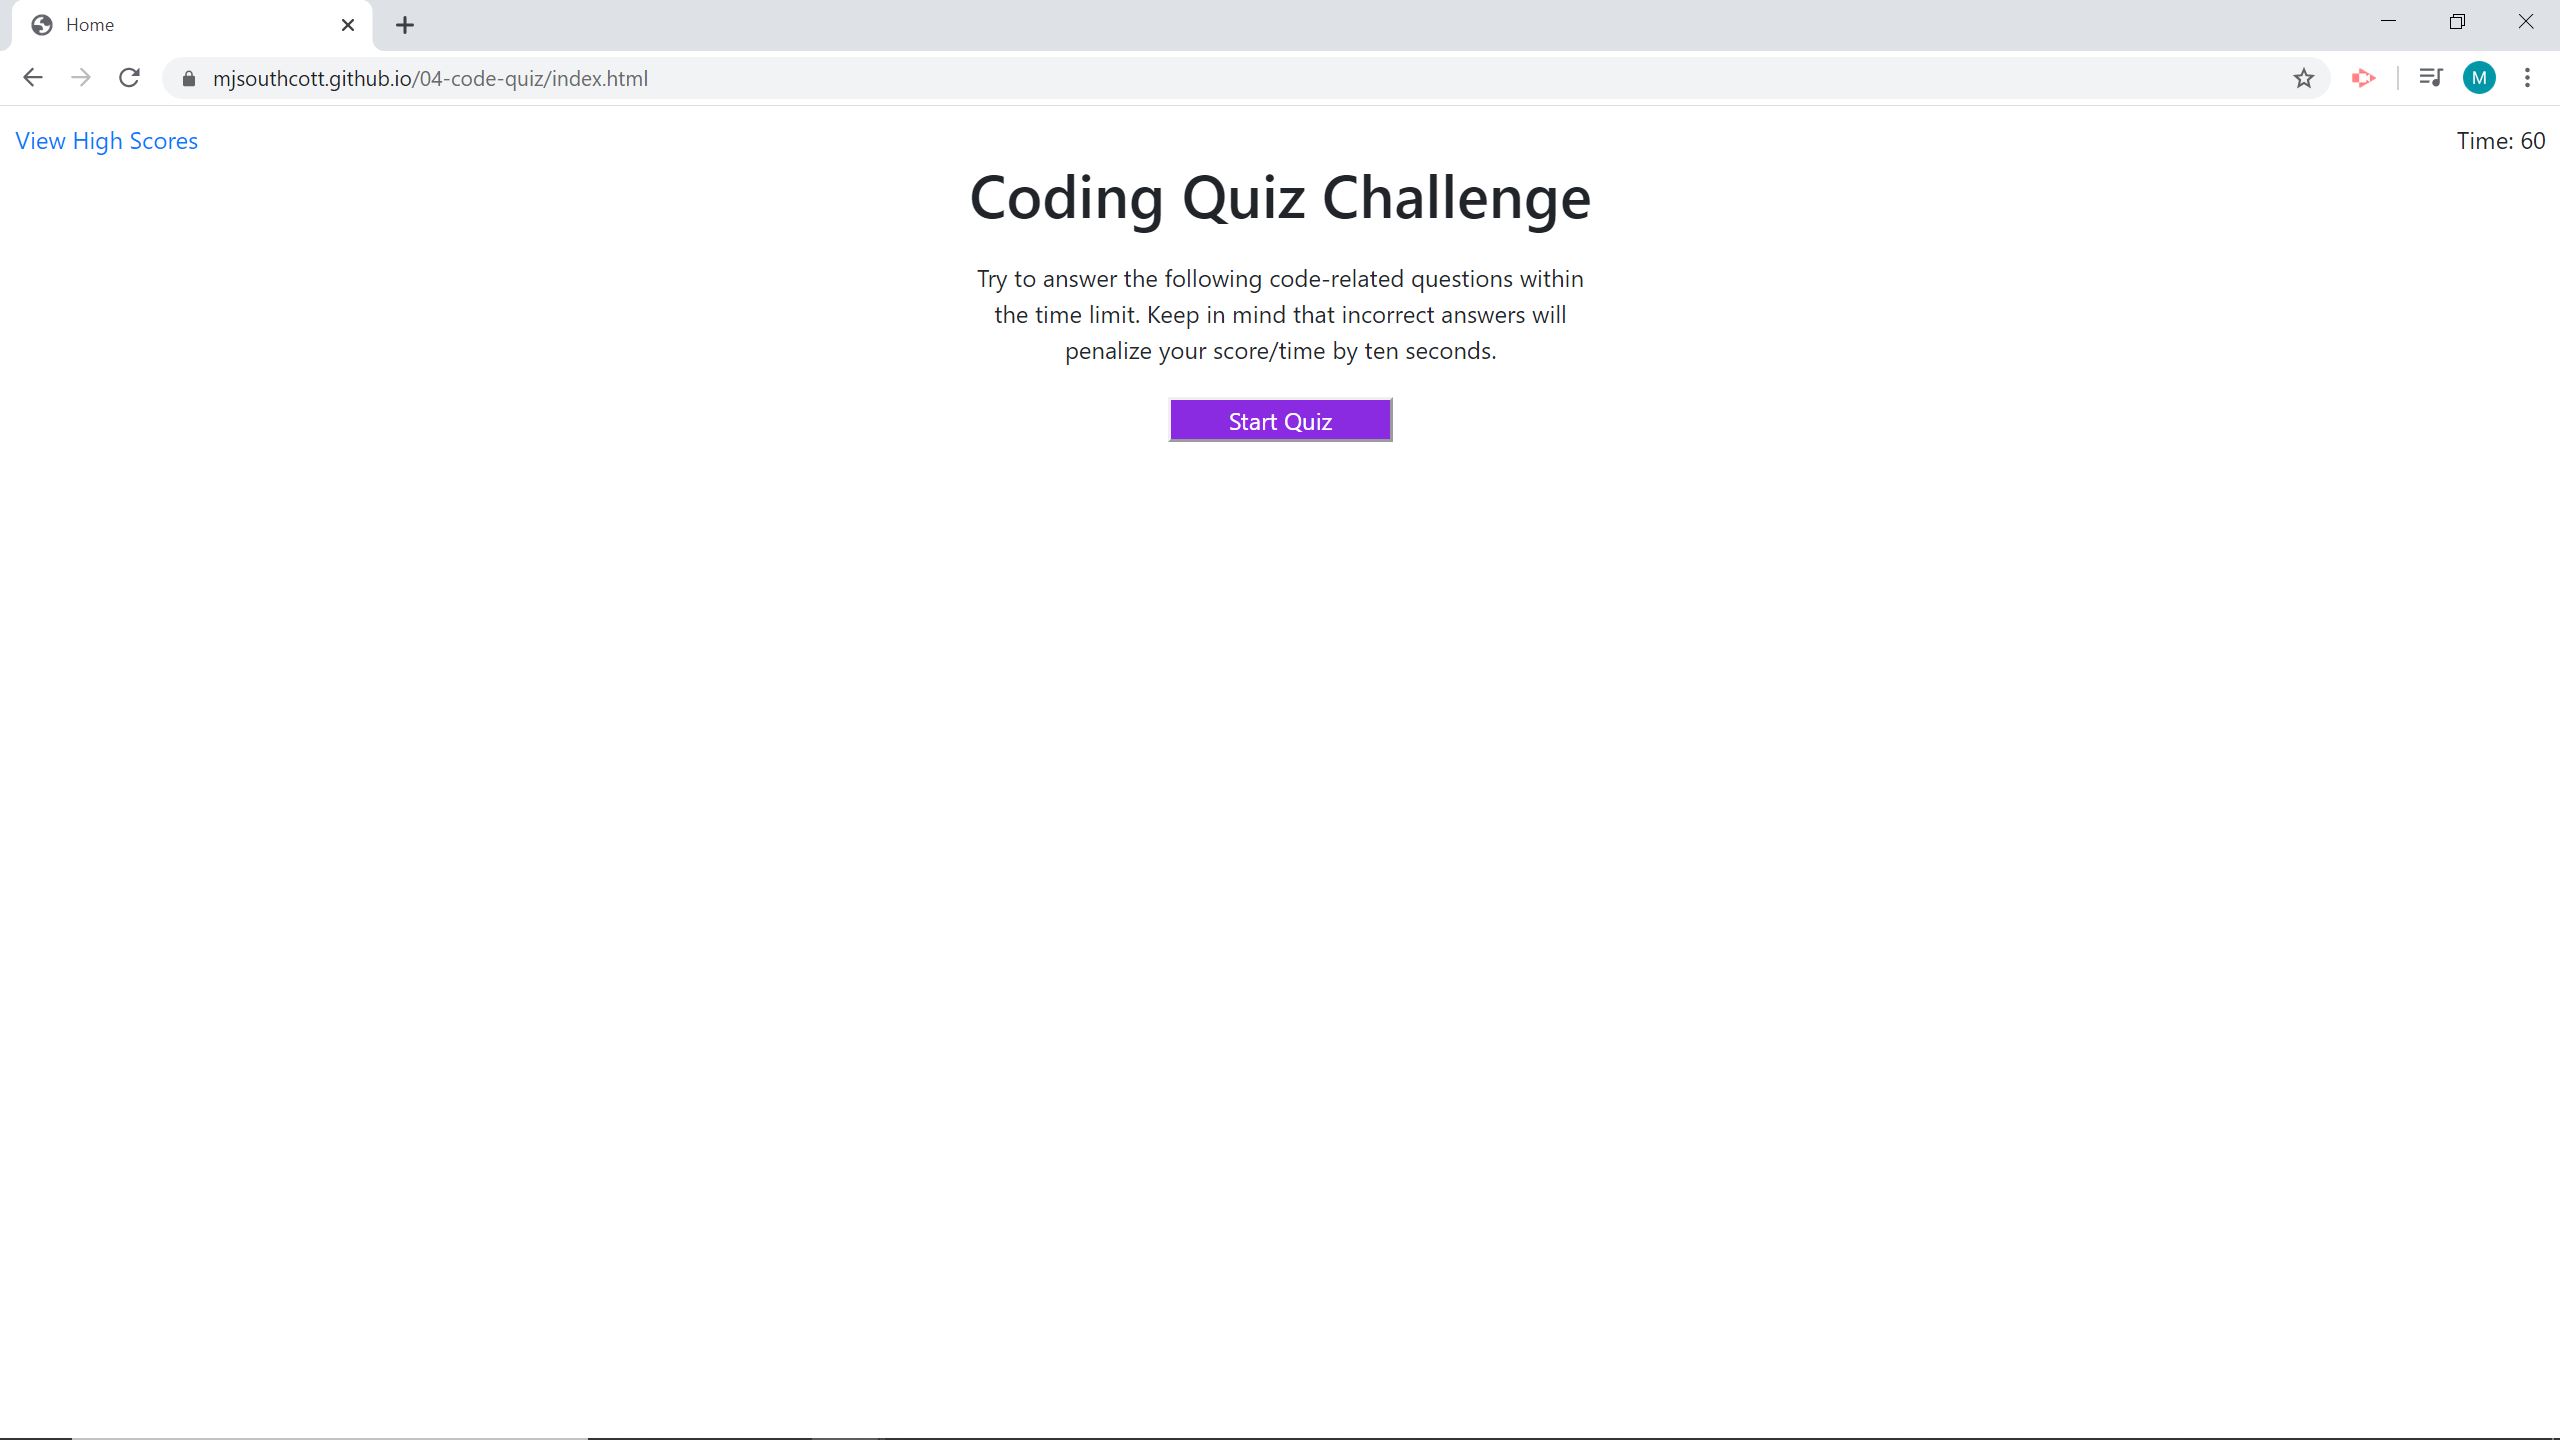 Home
mjsouthcott.github.io/04-code-quiz/index.html
M
View High Scores
Time: 60
Coding Quiz Challenge
Try to answer the following code-related questions within
the time limit. Keep in mind that incorrect answers will
penalize your score/time by ten seconds.
Start Quiz